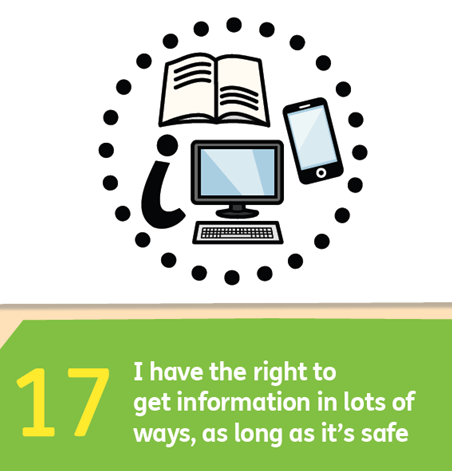 17
I have the right to
get information in lots of
ways, as long as it’s safe